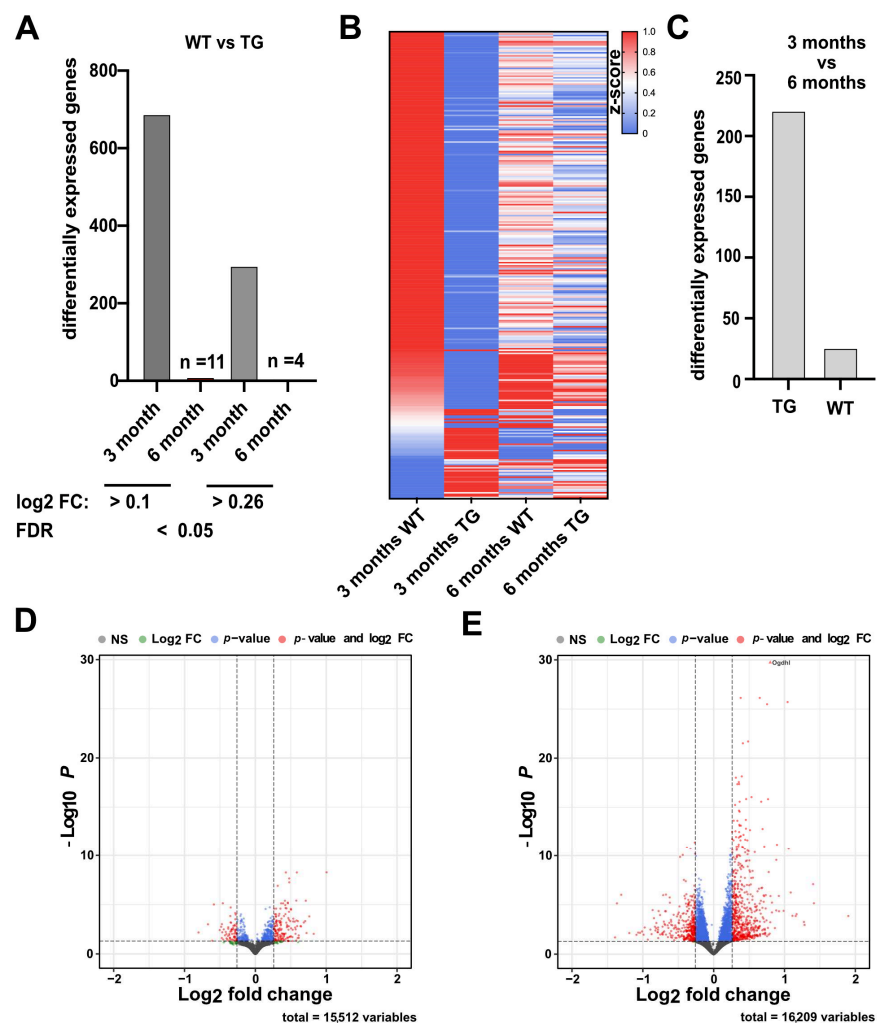 A
WT vs TG
differentially expressed genes
800
600
400
200
0
n =11
n =4
3 month
6 month
3 month
6 month
log2 FC: > 0.1 > 0.26
FDR < 0.05
B
z-score
1.0
0.8
0.6
0.4
0.2
0
3 months WT
3 months TG
6 months WT
6 months TG
C
3 months
vs
6 months
differentially expressed genes
250
200
150
100
50
0
TG WT
D
NS Log2 FC p−value p- value and log2 FC
- Log10 P
30
20
10
0
−2 −1 0 1 2
Log2 fold change
total = 15,512 variables
E
NS Log2 FC p−value p- value and log2 FC
Ogdhl
- Log10 P
30
20
10
0
−2 −1 0 1 2
Log2 fold change
total = 16,209 variables